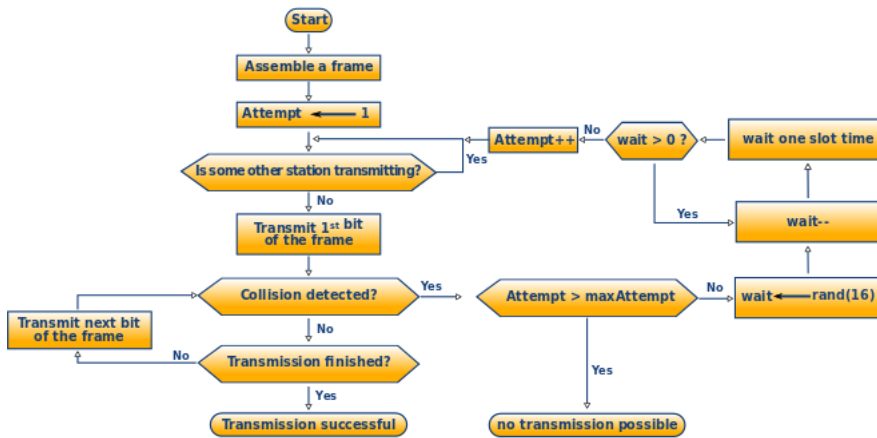 Start
Assemble a frame
Attempt 1
Is some other station transmitting?
Yes
No
Transmit 1st bit
of the frame
Collision detected?
Yes
No
Transmit next bit
of the frame
No
Transmission finished?
Yes
Transmission successful
Attempt++
No
wait > 0 ?
Yes
wait one slot time
wait--
Attempt > maxAttempt
No
wait rand(16)
Yes
no transmission possible